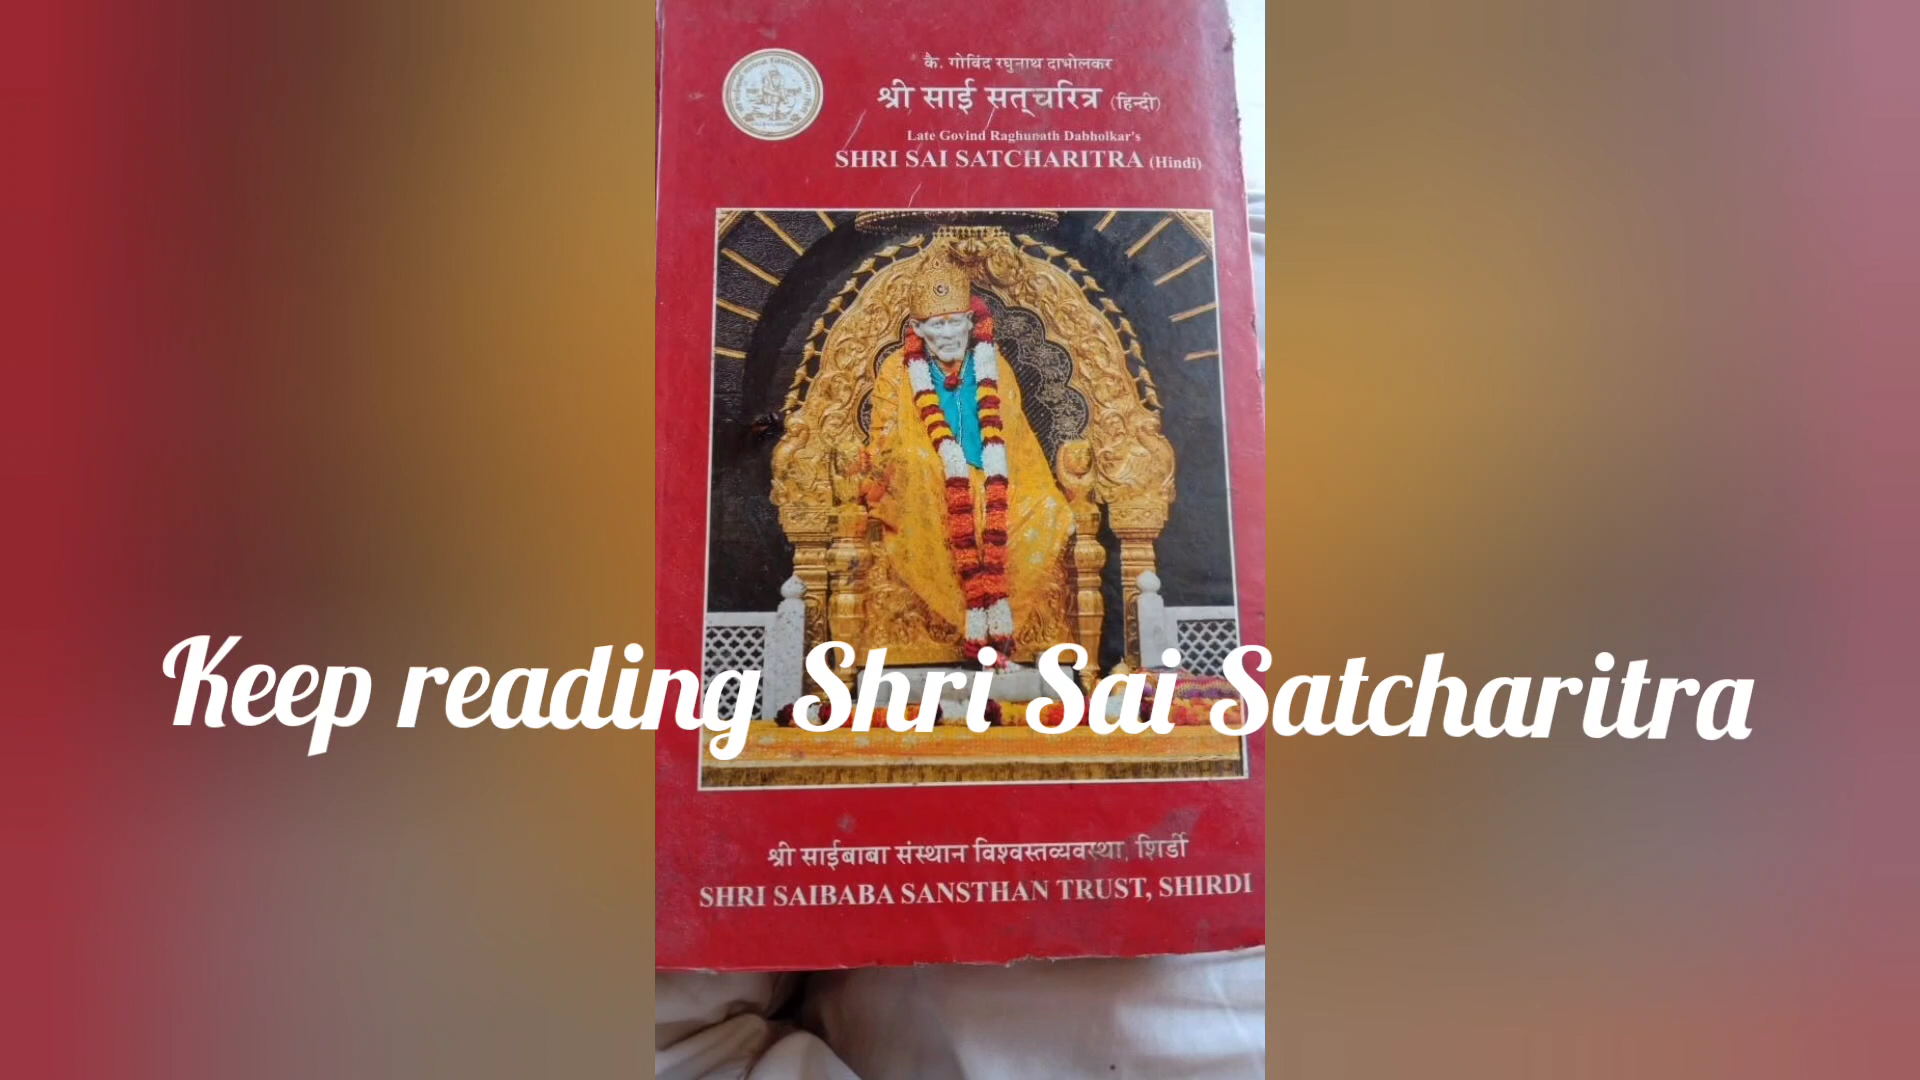 कै. गोविंद रघुनाथ दाभोलकर
श्री साई सत्‌चरित्र (हिन्दी)
Late Govind Raghunath Dabholkar's
SHRI SAI SATCHARITRA (Hindi)
Keep reading Shri Sai Satcharitra
श्री साईबाबा संस्थान विश्वस्तव्यवस्था, शिर्डी
SHRI SAIBABA SANSTHAN TRUST, SHIRDI